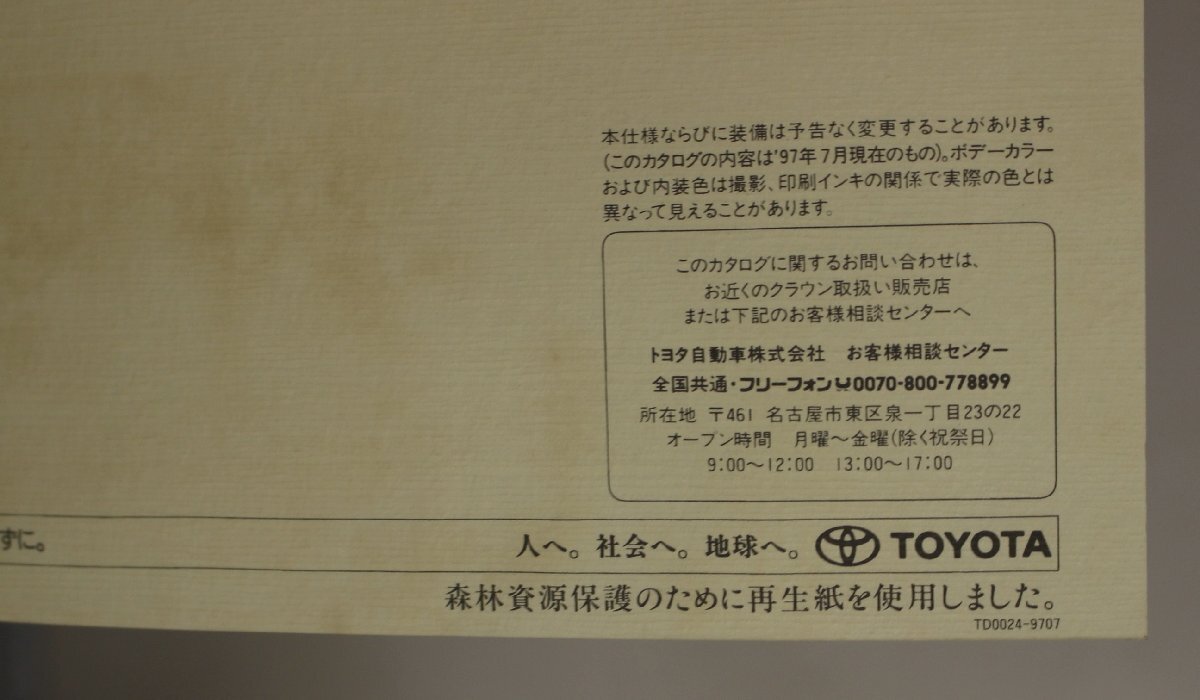 本仕様ならびに装備は予告なく変更することがあります。
(このカタログの内容は'97年7月現在のもの)。ボデーカラー
および内装色は撮影、印刷インキの関係で実際の色とは
異なって見えることがあります。
このカタログに関するお問い合わせは、
お近くのクラウン取扱い販売店
または下記のお客様相談センターへ
トヨタ自動車株式会社 お客様相談センター
全国共通・フリーフォン0070-800-778899
所在地 〒461 名古屋市東区泉一丁目23の22
オープン時間 月曜〜金曜(除く祝祭日)
9:00〜12:00 13:00〜17:00
ずに。
人へ。社会へ。地球へ。 TOYOTA
森林資源保護のために再生紙を使用しました。
TD0024-9707